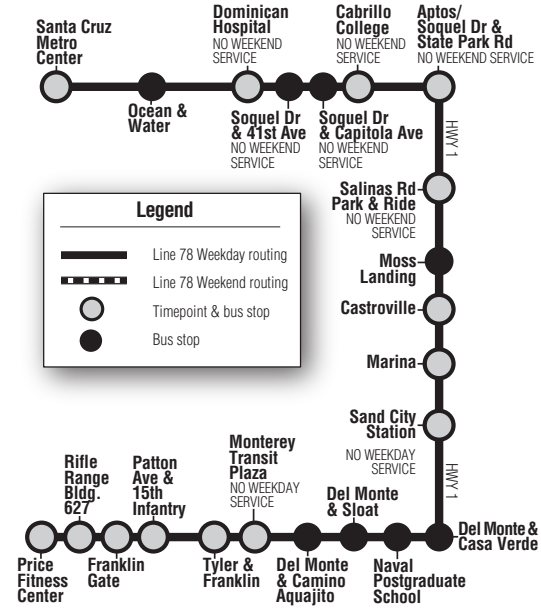 Santa Cruz
Metro
Center
Ocean &
Water
Dominican
Hospital
NO WEEKEND
SERVICE
Soquel Dr
& 41st Ave
NO WEEKEND
SERVICE
Soquel Dr
& Capitola Ave
NO WEEKEND
SERVICE
Cabrillo
College
NO WEEKEND
SERVICE
Aptos/
Soquel Dr &
State Park Rd
NO WEEKEND SERVICE
HWY 1
Salinas Rd
Park & Ride
NO WEEKEND
SERVICE
Moss
Landing
Castroville
Marina
Sand City
Station
NO WEEKDAY
SERVICE
HWY 1
Legend
Line 78 Weekday routing
Line 78 Weekend routing
Timepoint & bus stop
Bus stop
Del Monte &
Casa Verde
Naval
Postgraduate
School
Del Monte
& Sloat
Del Monte
& Camino
Aquajito
Monterey
Transit
Plaza
NO WEEKDAY
SERVICE
Tyler &
Franklin
Patton
Ave &
15th
Infantry
Franklin
Gate
Rifle
Range
Bldg.
627
Price
Fitness
Center